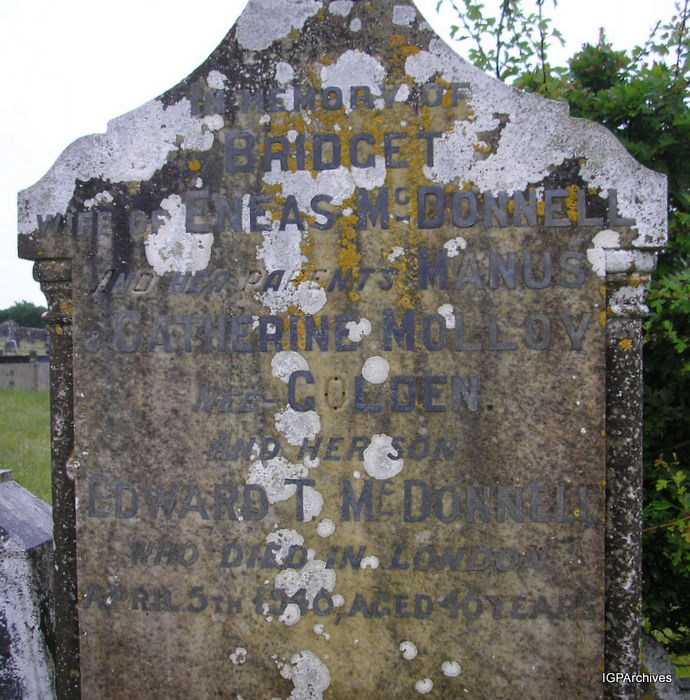 IN MEMORY OF
BRIDGET
WIFE OF ENEAS McDONNELL
AND HER PARENTS MANUS
& CATHERINE MOLLOY
NEE GOLDEN
AND HER SON
EDWARD T. McDONNELL
WHO DIED IN LONDON
APRIL 5TH 1940, AGED 40 YEARS
IGPArchives